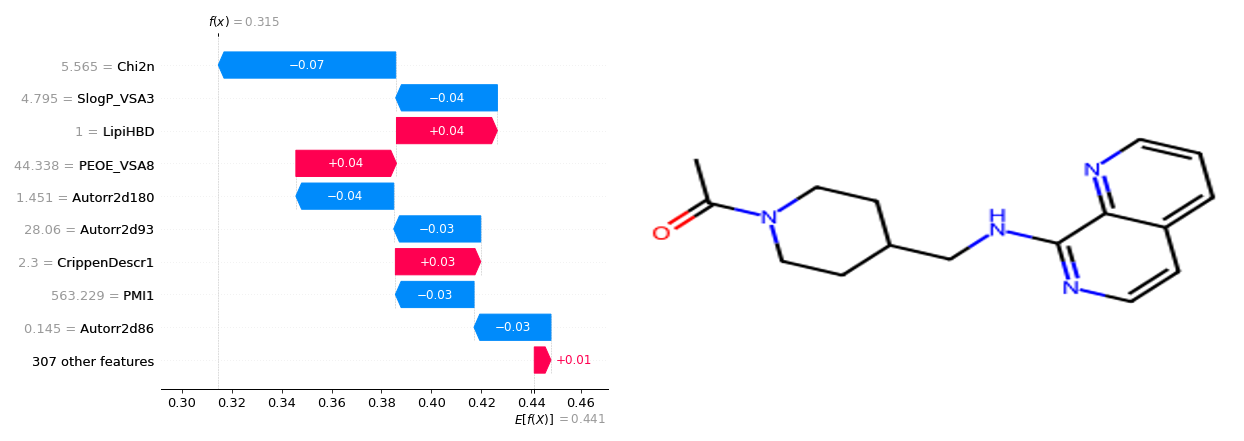 f(x) = 0.315
5.565 = Chi2n
−0.07
4.795 = SlogP_VSA3
−0.04
1 = LipiHBD
+0.04
44.338 = PEOE_VSA8
+0.04
1.451 = Autorr2d180
−0.04
28.06 = Autorr2d93
−0.03
2.3 = CrippenDescr1
+0.03
563.229 = PMI1
−0.03
0.145 = Autorr2d86
−0.03
307 other features
+0.01
0.30 0.32 0.34 0.36 0.38 0.40 0.42 0.44 0.46
E[f(X)] = 0.441
O
N
H
N
N
N